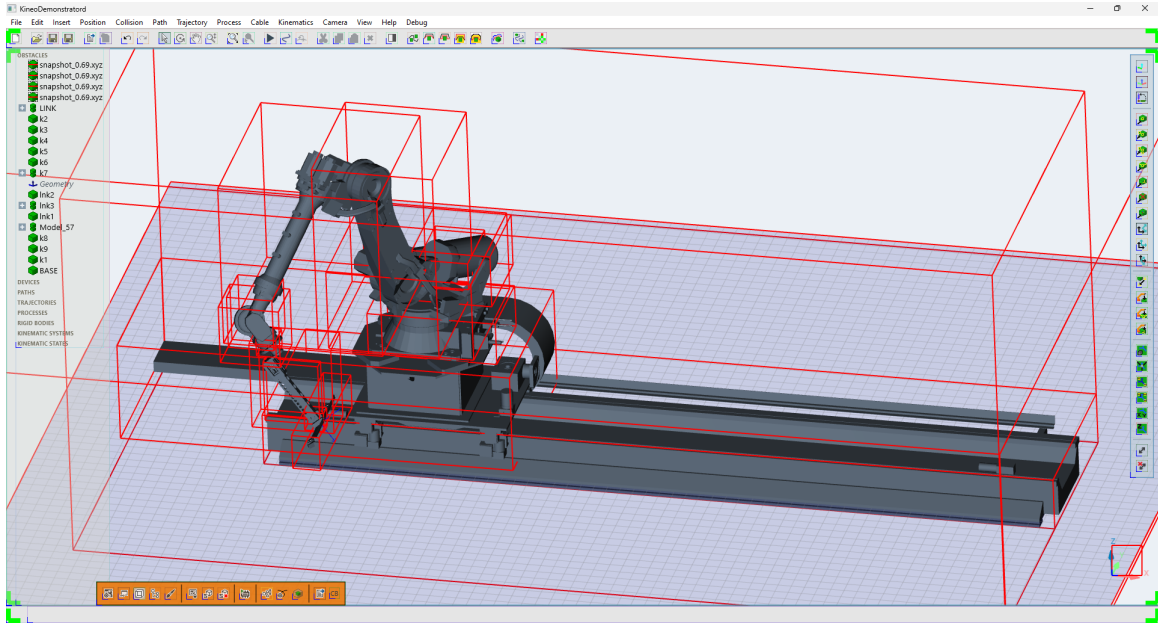 KineoDemonstratord
File Edit Insert Position Collision Path Trajectory Process Cable Kinematics Camera View Help Debug
OBSTACLES
snapshot_0.69.xyz
snapshot_0.69.xyz
snapshot_0.69.xyz
snapshot_0.69.xyz
LINK
k2
k3
k4
k5
k6
k7
Geometry
lnk2
lnk3
lnk1
Model_57
k8
k9
k1
BASE
DEVICES
PATHS
TRAJECTORIES
PROCESSES
RIGID BODIES
KINEMATIC SYSTEMS
KINEMATIC STATES
CB
Z
X